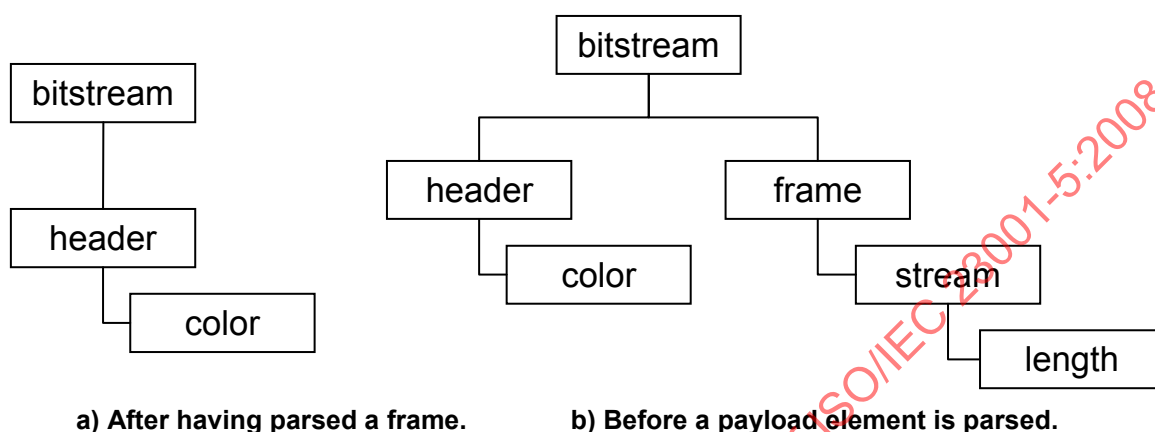 bitstream
header
color
a) After having parsed a frame.
bitstream
header
frame
color
stream
length
b) Before a payload element is parsed.
ISO/IEC 23001-5:2008